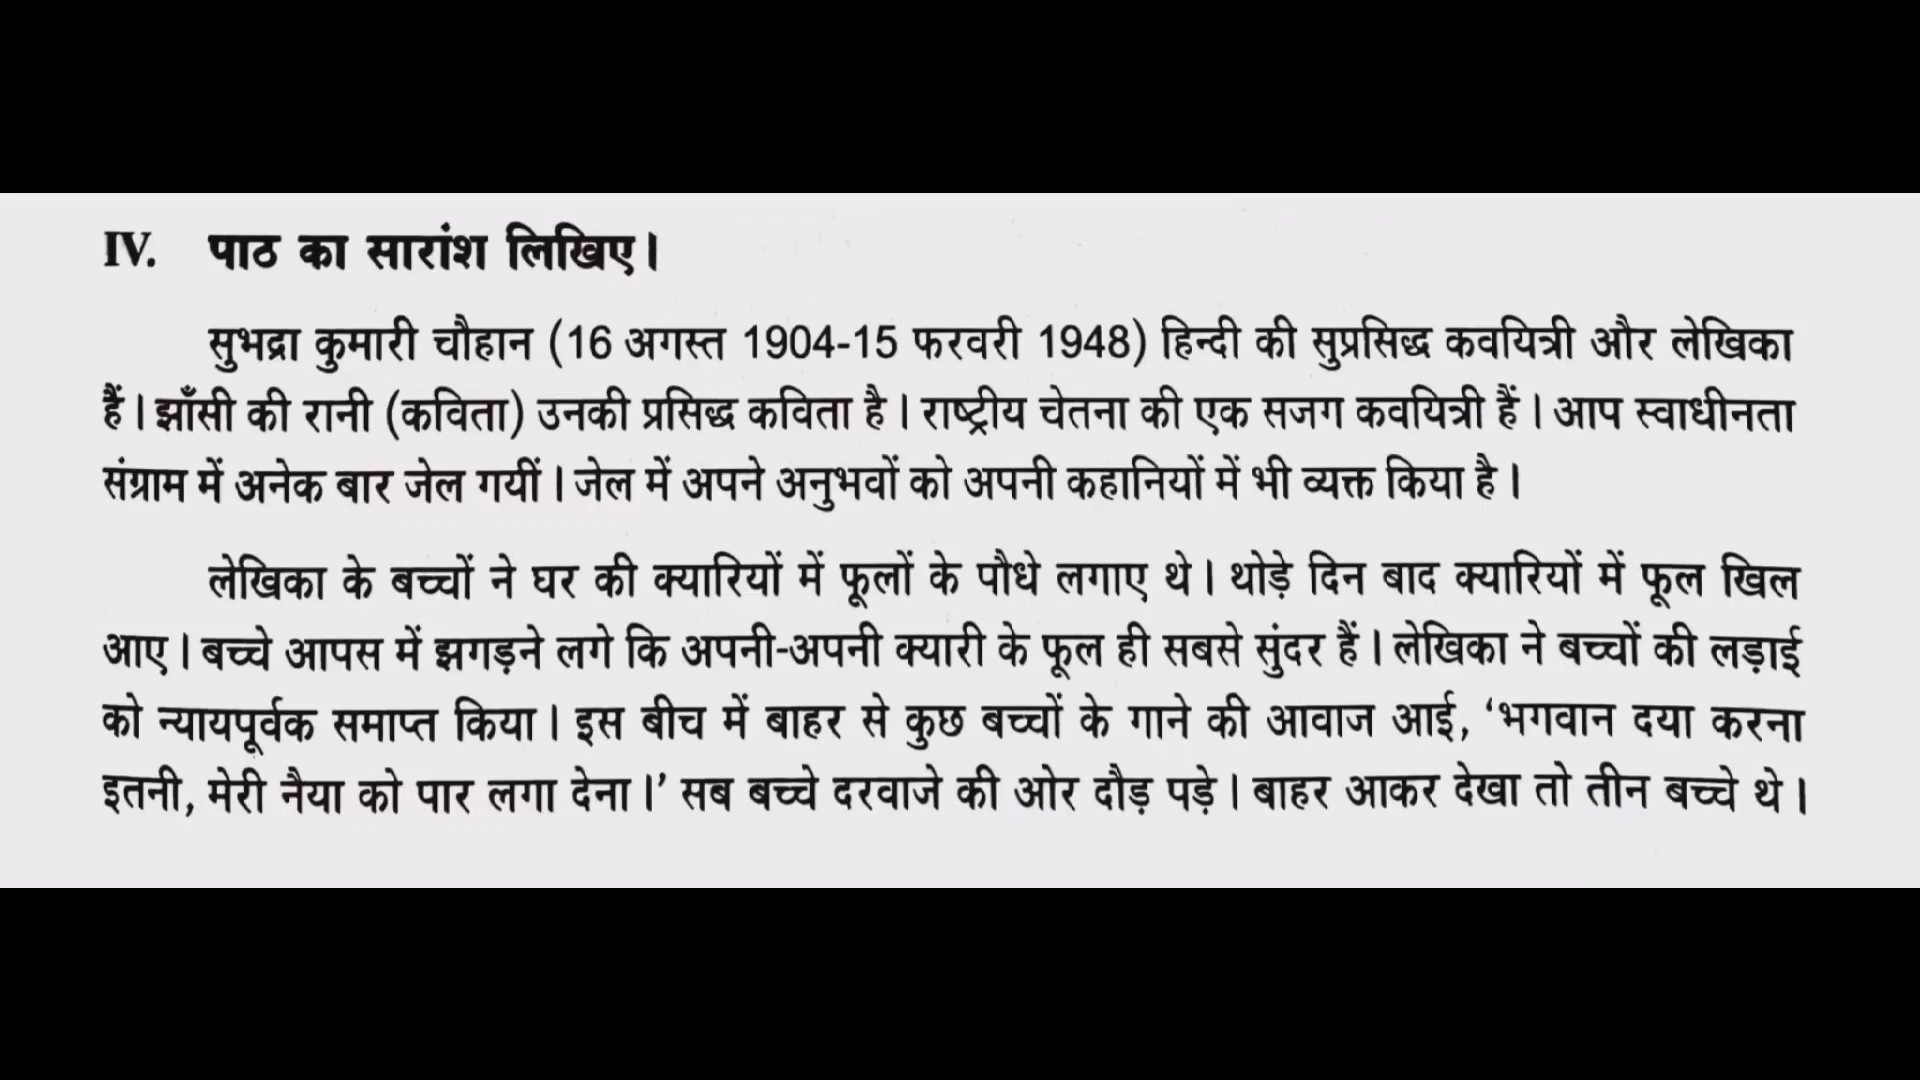 IV. पाठ का सारांश लिखिए।
सुभद्रा कुमारी चौहान (16 अगस्त 1904-15 फरवरी 1948) हिन्दी की सुप्रसिद्ध कवयित्री और लेखिका
हैं। झाँसी की रानी (कविता) उनकी प्रसिद्ध कविता है। राष्ट्रीय चेतना की एक सजग कवयित्री हैं। आप स्वाधीनता
संग्राम में अनेक बार जेल गयीं। जेल में अपने अनुभवों को अपनी कहानियों में भी व्यक्त किया है।
लेखिका के बच्चों ने घर की क्यारियों में फूलों के पौधे लगाए थे। थोड़े दिन बाद क्यारियों में फूल खिल
आए। बच्चे आपस में झगड़ने लगे कि अपनी-अपनी क्यारी के फूल ही सबसे सुंदर हैं। लेखिका ने बच्चों की लड़ाई
को न्यायपूर्वक समाप्त किया। इस बीच में बाहर से कुछ बच्चों के गाने की आवाज आई, ‘भगवान दया करना
इतनी, मेरी नैया को पार लगा देना।’ सब बच्चे दरवाजे की ओर दौड़ पड़े। बाहर आकर देखा तो तीन बच्चे थे।